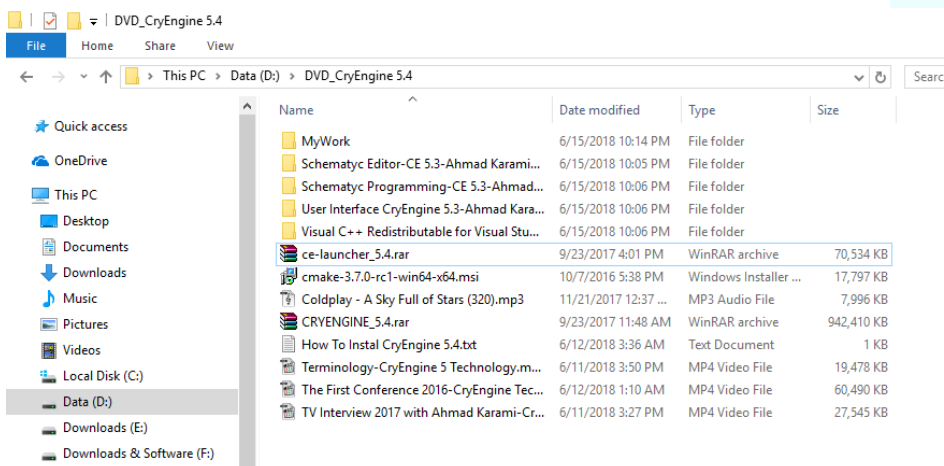 DVD_CryEngine 5.4
File Home Share View
This PC > Data (D:) > DVD_CryEngine 5.4
Searc
Name Date modified Type Size
Quick access
OneDrive
This PC
Desktop
Documents
Downloads
Music
Pictures
Videos
Local Disk (C:)
Data (D:)
Downloads (E:)
Downloads & Software (F:)
MyWork 6/15/2018 10:14 PM File folder
Schematyc Editor-CE 5.3-Ahmad Karami... 6/15/2018 10:05 PM File folder
Schematyc Programming-CE 5.3-Ahmad... 6/15/2018 10:06 PM File folder
User Interface CryEngine 5.3-Ahmad Kara... 6/15/2018 10:06 PM File folder
Visual C++ Redistributable for Visual Stu... 6/15/2018 10:06 PM File folder
ce-launcher_5.4.rar 9/23/2017 4:01 PM WinRAR archive 70,534 KB
cmake-3.7.0-rc1-win64-x64.msi 10/7/2016 5:38 PM Windows Installer ... 17,797 KB
Coldplay - A Sky Full of Stars (320).mp3 11/21/2017 12:37 ... MP3 Audio File 7,996 KB
CRYENGINE_5.4.rar 9/23/2017 11:48 AM WinRAR archive 942,410 KB
How To Instal CryEngine 5.4.txt 6/12/2018 3:36 AM Text Document 1 KB
Terminology-CryEngine 5 Technology.m... 6/11/2018 3:50 PM MP4 Video File 19,478 KB
The First Conference 2016-CryEngine Tec... 6/12/2018 1:10 AM MP4 Video File 60,490 KB
TV Interview 2017 with Ahmad Karami-Cr... 6/11/2018 3:27 PM MP4 Video File 27,545 KB